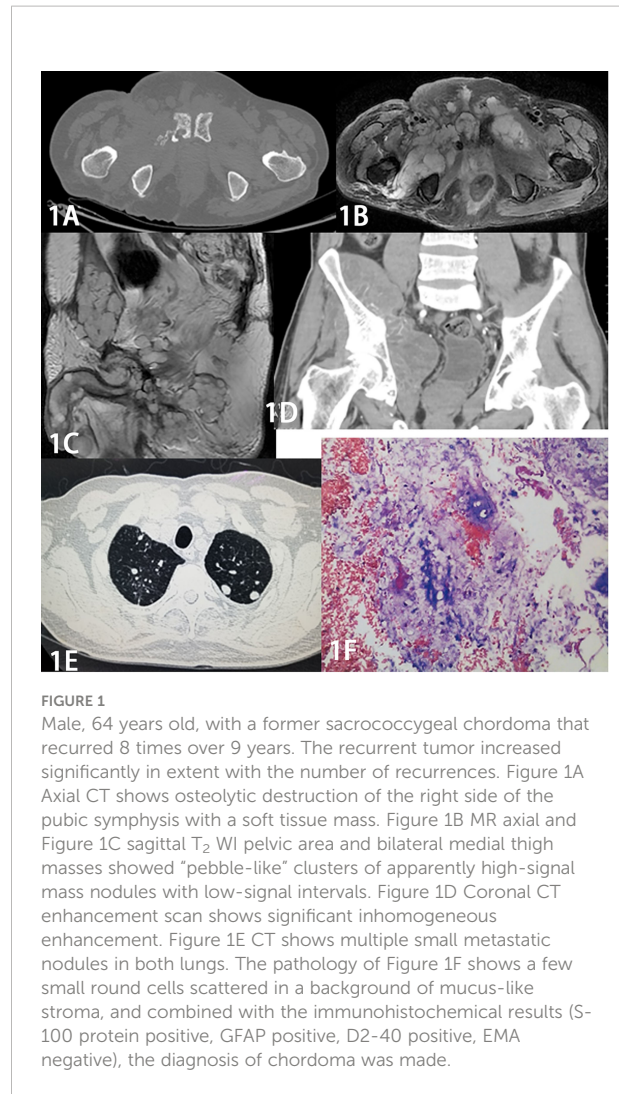 1A
1B
1C
1D
1E
1F
FIGURE 1
Male, 64 years old, with a former sacrococcygeal chordoma that
recurred 8 times over 9 years. The recurrent tumor increased
significantly in extent with the number of recurrences. Figure 1A
Axial CT shows osteolytic destruction of the right side of the
pubic symphysis with a soft tissue mass. Figure 1B MR axial and
Figure 1C sagittal T₂ WI pelvic area and bilateral medial thigh
masses showed “pebble-like” clusters of apparently high-signal
mass nodules with low-signal intervals. Figure 1D Coronal CT
enhancement scan shows significant inhomogeneous
enhancement. Figure 1E CT shows multiple small metastatic
nodules in both lungs. The pathology of Figure 1F shows a few
small round cells scattered in a background of mucus-like
stroma, and combined with the immunohistochemical results (S-
100 protein positive, GFAP positive, D2-40 positive, EMA
negative), the diagnosis of chordoma was made.